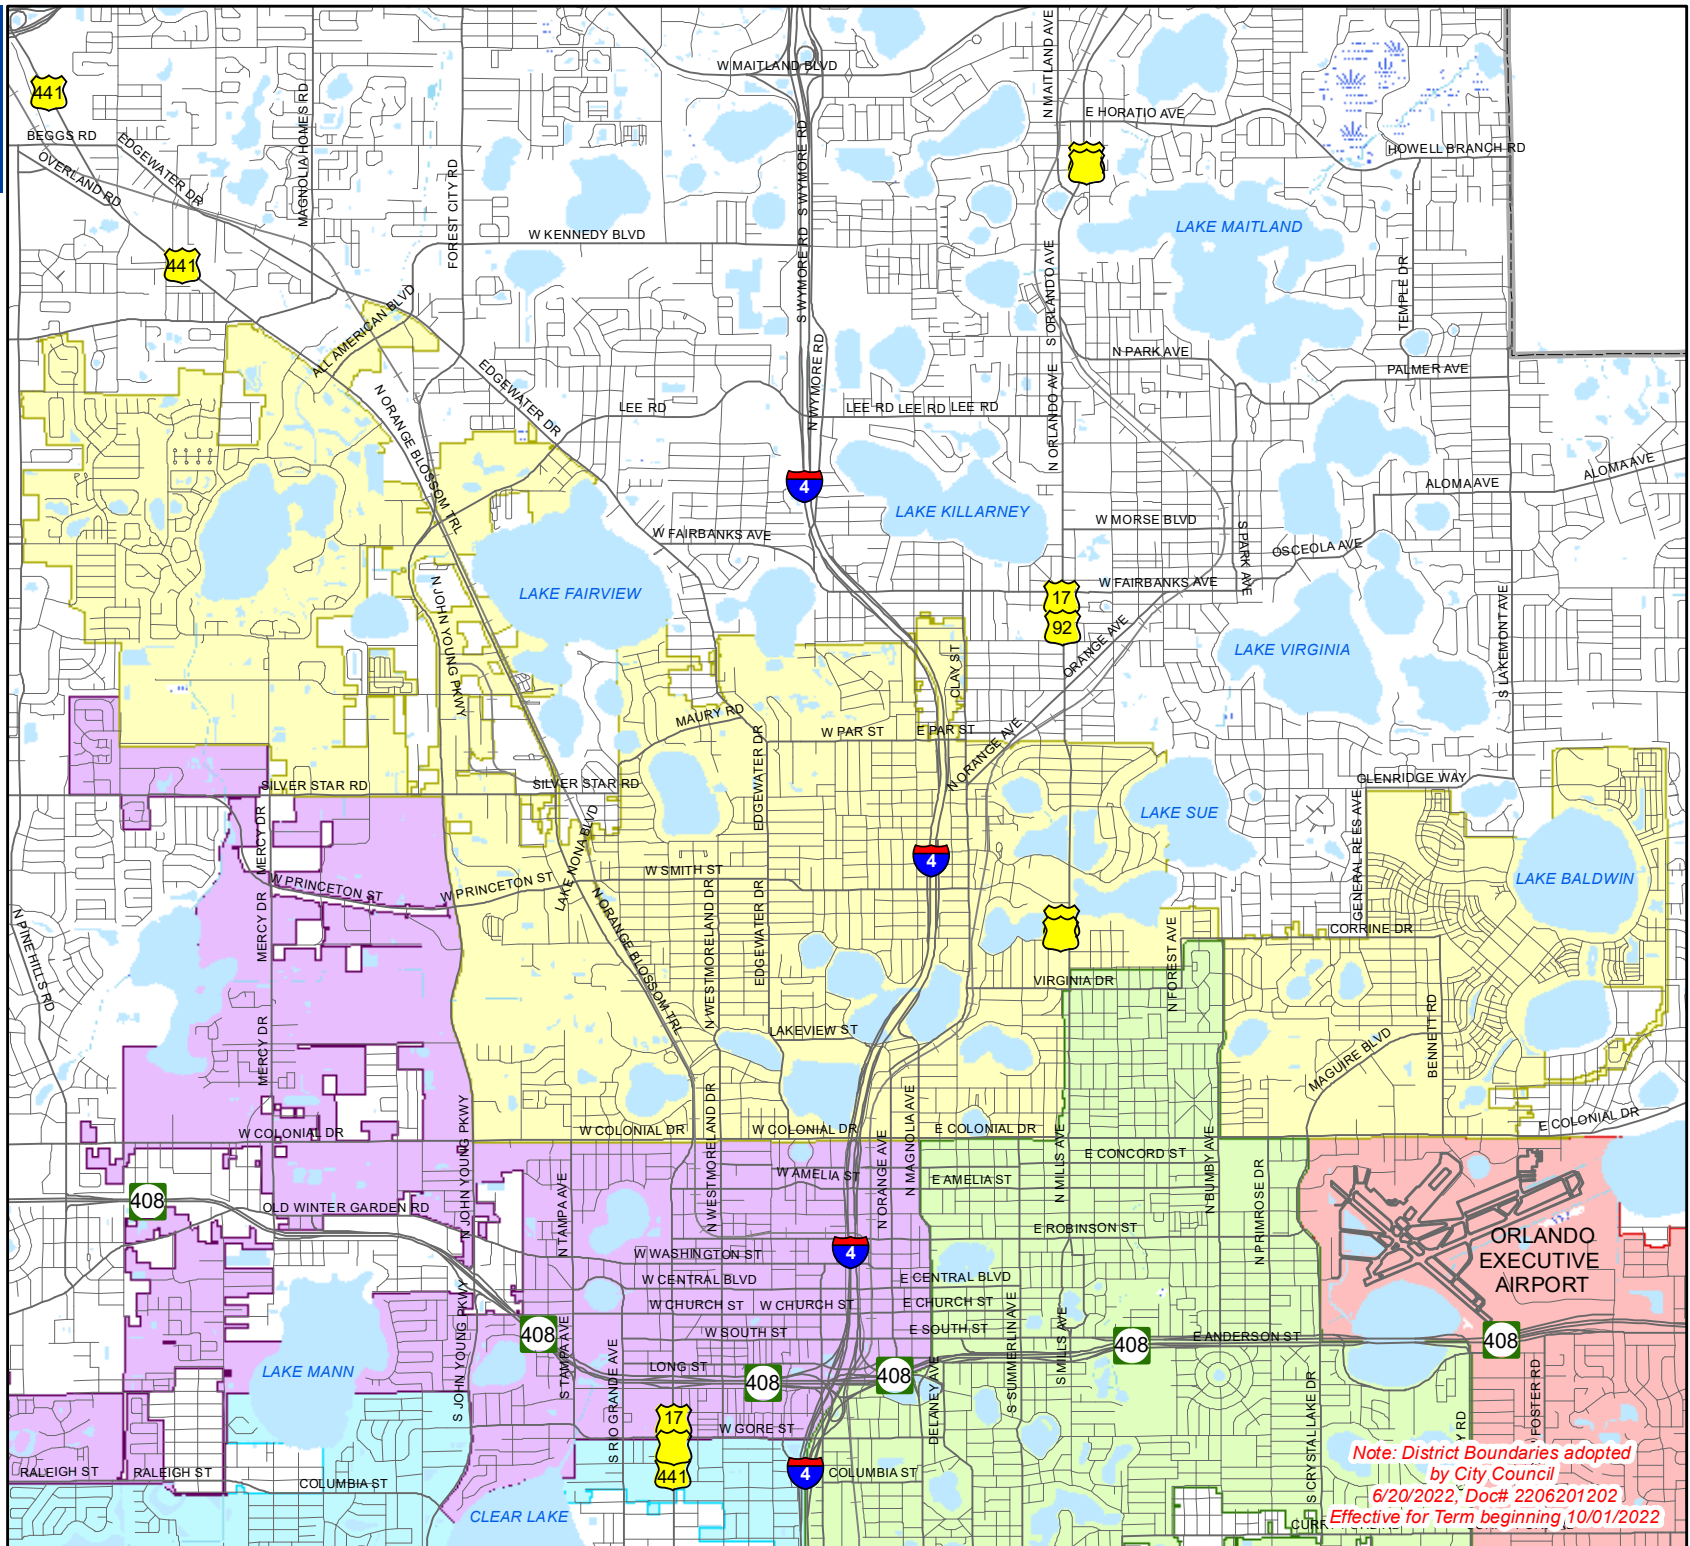 W MAITLAND BLVD
N MAITLAND AVE
441
E HORATIO AVE
BEGGS RD
EDGEWATER DR
HOWELL BRANCH RD
OVERLAND RD
MAGNOLIA HOMES RD
FOREST CITY RD
S WYMORE RD
S WYMORE RD
LAKE MAITLAND
W KENNEDY BLVD
441
ALL AMERICAN BLVD
S ORLANDO AVE
TEMPLE DR
N PARK AVE
PALMER AVE
N WYMORE RD
EDGEWATER DR
N ORANGE BLOSSOM TRL
LEE RD
LEE RD
LEE RD
LEE RD
N ORLANDO AVE
4
ALOMA AVE
ALOMA AVE
LAKE KILLARNEY
W MORSE BLVD
W FAIRBANKS AVE
S PARK AVE
OSCEOLA AVE
LAKE FAIRVIEW
N JOHN YOUNG PKWY
W FAIRBANKS AVE
17
92
ORANGE AVE
LAKE VIRGINIA
S LAKEMONT AVE
CLAY ST
MAURY RD
W PAR ST
E PAR ST
N ORANGE AVE
EDGEWATER DR
SILVER STAR RD
SILVER STAR RD
GLENRIDGE WAY
LAKE SUE
MERCY DR
LAKE NONA BLVD
GENERAL REES AVE
4
W SMITH ST
W PRINCETON ST
W PRINCETON ST
LAKE BALDWIN
N PINE HILLS RD
MERCY DR
N ORANGE BLOSSOM TRL
N WESTMORELAND DR
EDGEWATER DR
CORRINE DR
N FOREST AVE
VIRGINIA DR
LAKEVIEW ST
MERCY DR
BENNETT RD
MAGUIRE BLVD
N JOHN YOUNG PKWY
N WESTMORELAND DR
N MAGNOLIA AVE
W COLONIAL DR
W COLONIAL DR
W COLONIAL DR
E COLONIAL DR
E COLONIAL DR
N ORANGE AVE
N MILLS AVE
E CONCORD ST
N BUMBY AVE
N PRIMROSE DR
W AMELIA ST
E AMELIA ST
408
N TAMPA AVE
OLD WINTER GARDEN RD
E ROBINSON ST
ORLANDO
EXECUTIVE
AIRPORT
4
W WASHINGTON ST
W CENTRAL BLVD
E CENTRAL BLVD
W CHURCH ST
W CHURCH ST
E CHURCH ST
S JOHN YOUNG PKWY
408
S TAMPA AVE
W SOUTH ST
E SOUTH ST
S SUMMERLIN AVE
S MILLS AVE
408
E ANDERSON ST
408
LAKE MANN
S RIO GRANDE AVE
LONG ST
408
408
DELANEY AVE
S CRYSTAL LAKE DR
FOSTER RD
17
441
W GORE ST
RALEIGH ST
RALEIGH ST
COLUMBIA ST
4
COLUMBIA ST
CLEAR LAKE
Note: District Boundaries adopted
by City Council
6/20/2022, Doc# 2206201202
Effective for Term beginning 10/01/2022